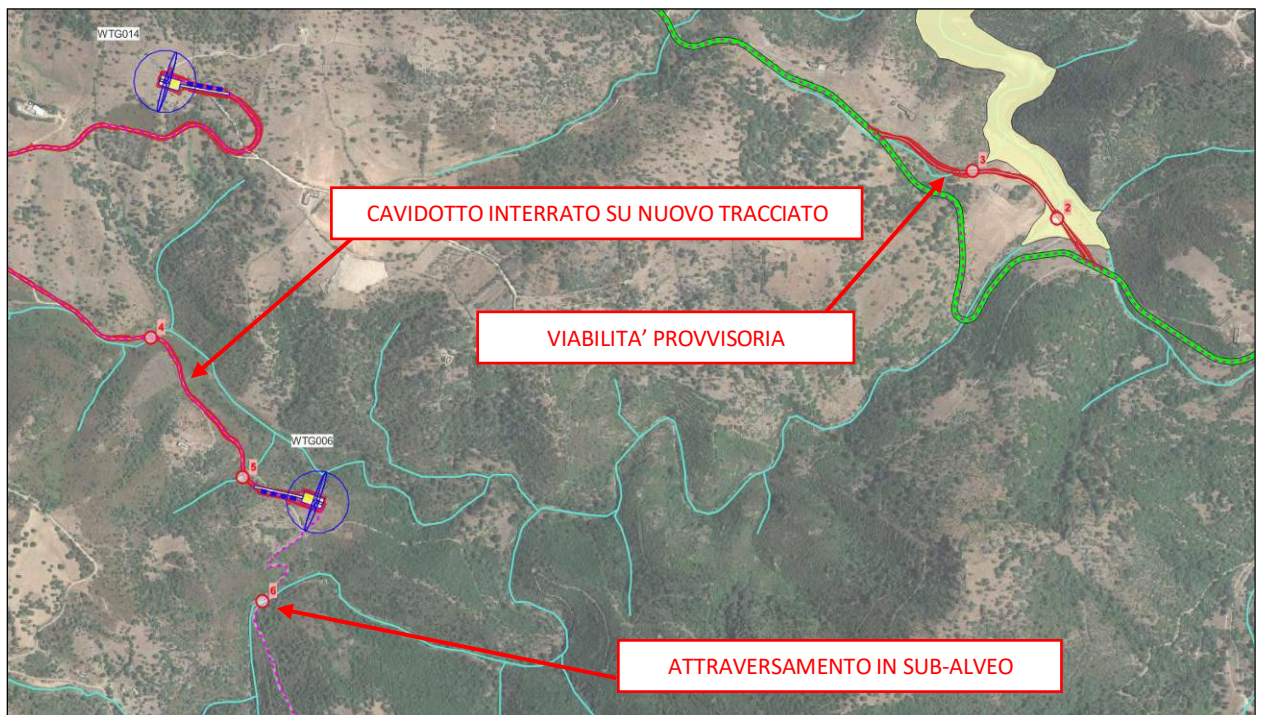 WTG014
3
CAVIDOTTO INTERRATO SU NUOVO TRACCIATO
2
VIABILITA’ PROVVISORIA
4
WTG006
5
6
ATTRAVERSAMENTO IN SUB-ALVEO